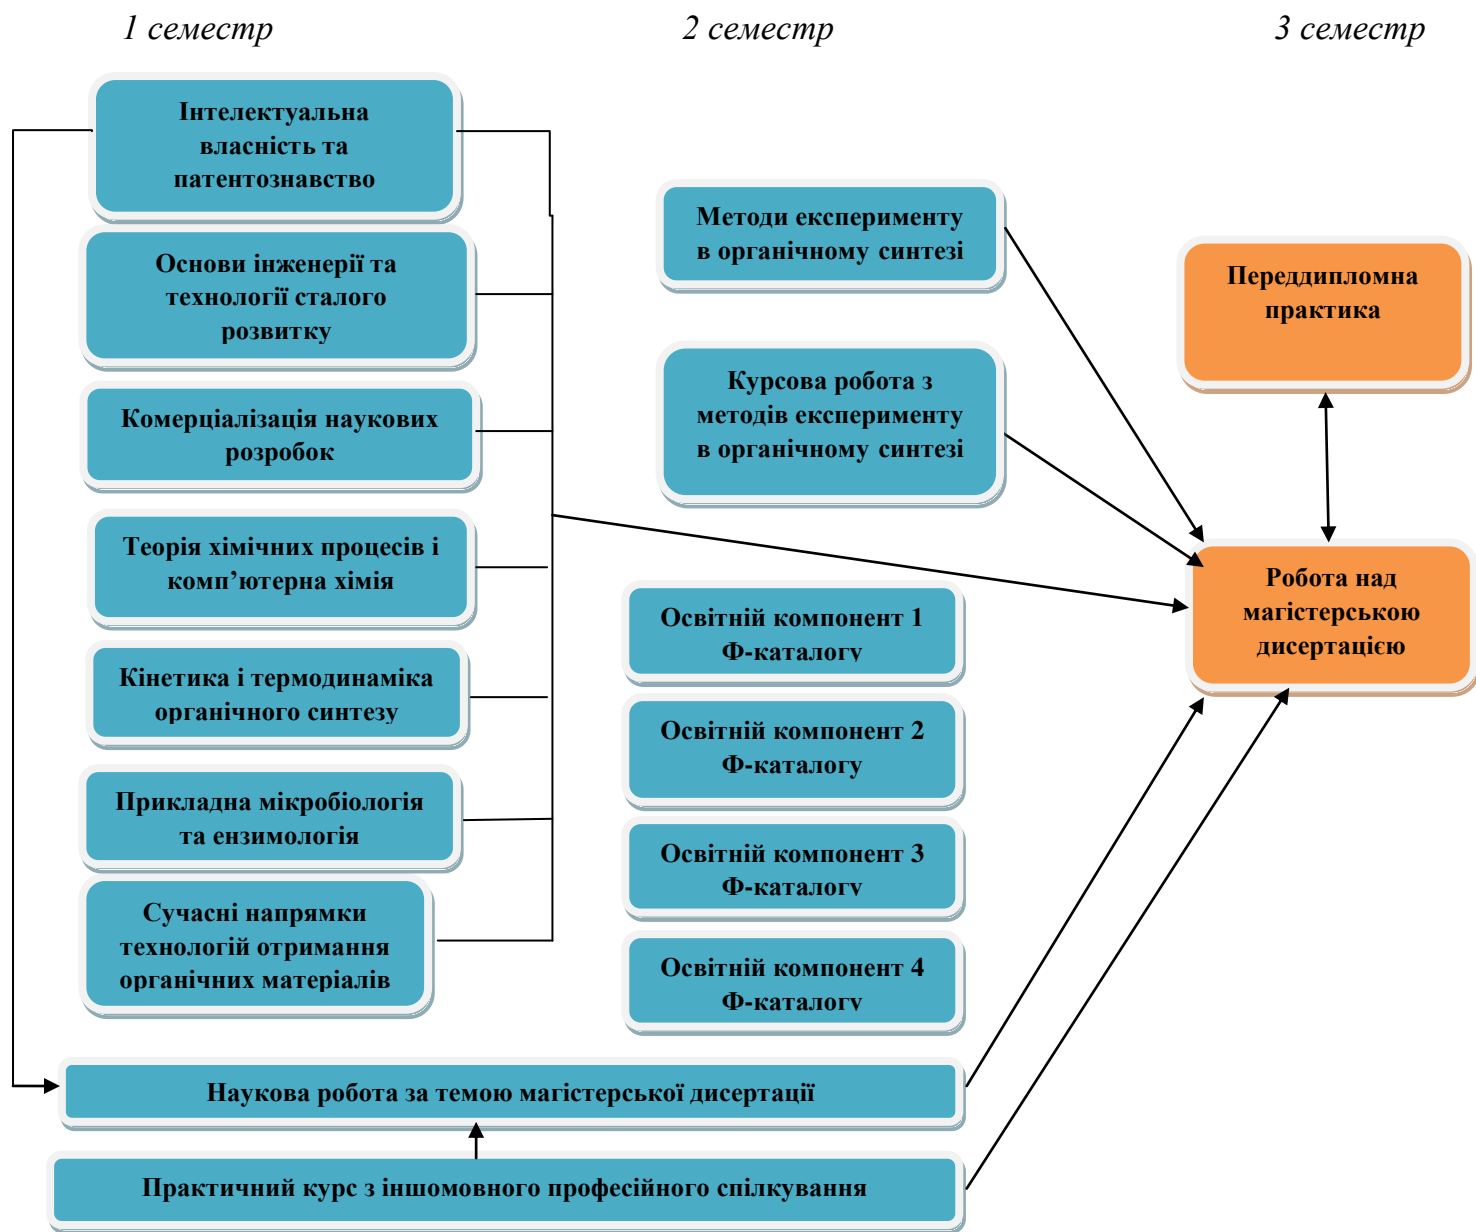 1 семестр
2 семестр
3 семестр
Інтелектуальна
власність та
патентознавство
Основи інженерії та
технології сталого
розвитку
Комерціалізація наукових
розробок
Теорія хімічних процесів і
комп’ютерна хімія
Кінетика і термодинаміка
органічного синтезу
Прикладна мікробіологія
та ензимологія
Сучасні напрямки
технологій отримання
органічних матеріалів
Методи експерименту
в органічному синтезі
Курсова робота з
методів експерименту
в органічному синтезі
Освітній компонент 1
Ф-каталогу
Освітній компонент 2
Ф-каталогу
Освітній компонент 3
Ф-каталогу
Освітній компонент 4
Ф-каталогу
Переддипломна
практика
Робота над
магістерською
дисертацією
Наукова робота за темою магістерської дисертації
Практичний курс з іншомовного професійного спілкування